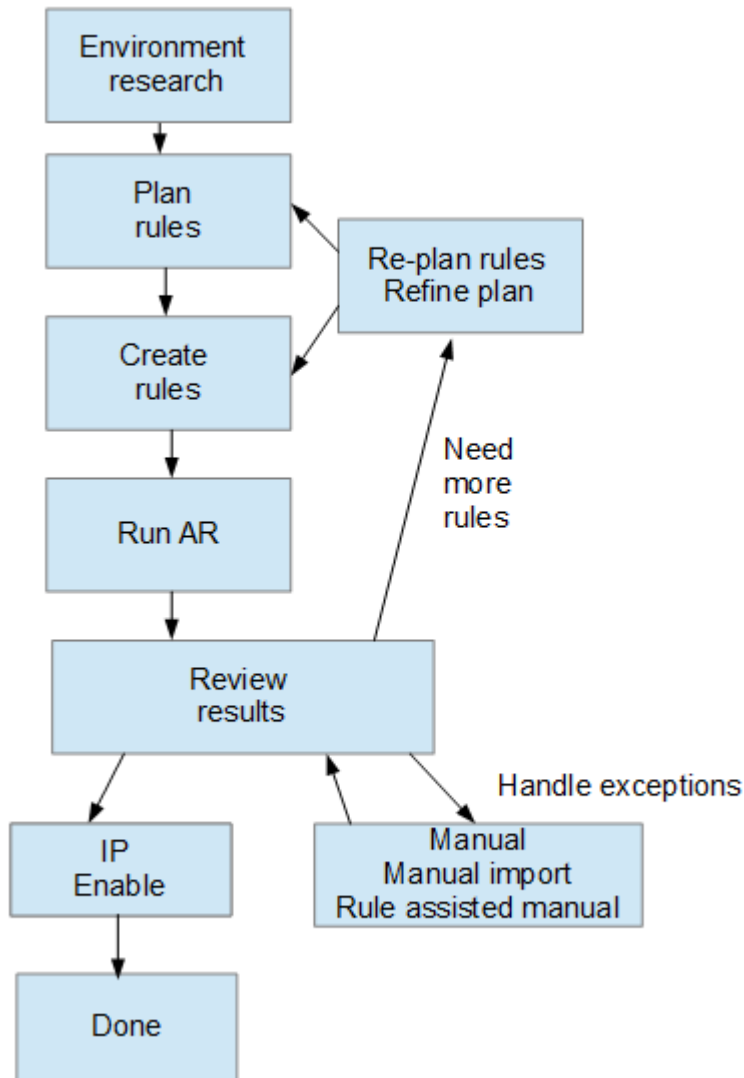 Environment
research
Plan
rules
Re-plan rules
Refine plan
Create
rules
Need
more
rules
Run AR
Review
results
Handle exceptions
IP
Enable
Manual
Manual import
Rule assisted manual
Done